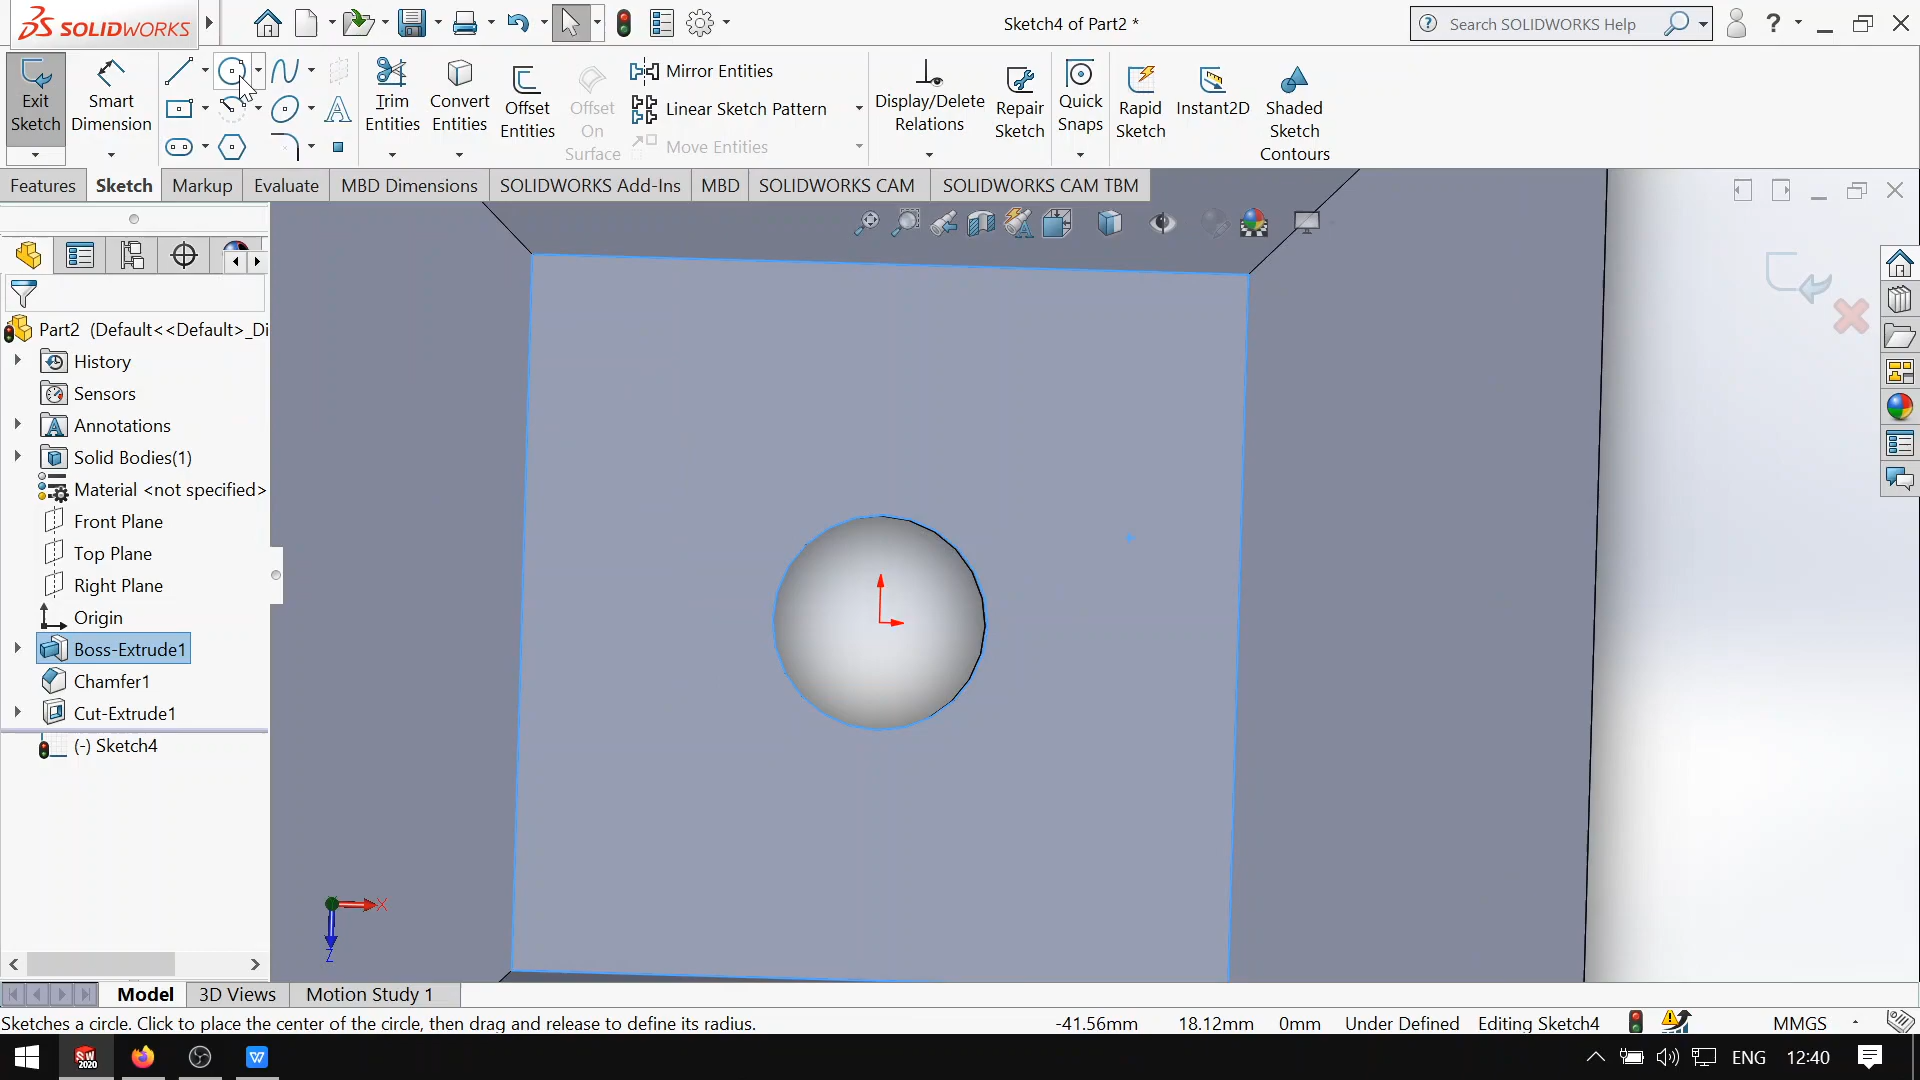 SOLIDWORKS
Sketch4 of Part2 *
Search SOLIDWORKS Help
Exit Sketch
Smart Dimension
Trim Entities
Convert Entities
Offset Entities
Offset On Surface
Mirror Entities
Linear Sketch Pattern
Move Entities
Display/Delete Relations
Repair Sketch
Quick Snaps
Rapid Sketch
Instant2D
Shaded Sketch Contours
Features
Sketch
Markup
Evaluate
MBD Dimensions
SOLIDWORKS Add-Ins
MBD
SOLIDWORKS CAM
SOLIDWORKS CAM TBM
Part2 (Default<<Default>_Di
History
Sensors
Annotations
Solid Bodies(1)
Material <not specified>
Front Plane
Top Plane
Right Plane
Origin
Boss-Extrude1
Chamfer1
Cut-Extrude1
(-) Sketch4
X
Z
Model
3D Views
Motion Study 1
Sketches a circle. Click to place the center of the circle, then drag and release to define its radius.
-41.56mm
18.12mm
0mm
Under Defined
Editing Sketch4
MMGS
SW
2020
W
ENG
12:40